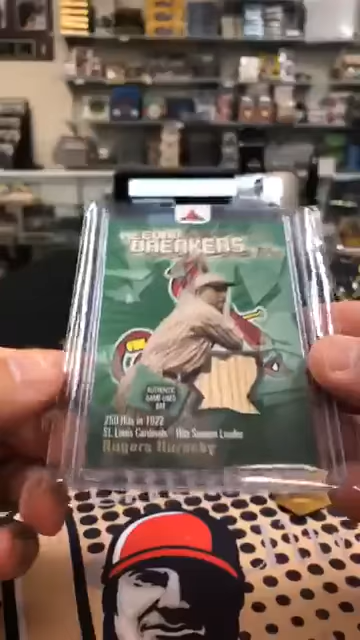 RECORD
BREAKERS
AUTHENTIC
GAME-USED
BAT
250 Hits in 1922
St. Louis Cardinals Hits Season Leader
Rogers Hornsby